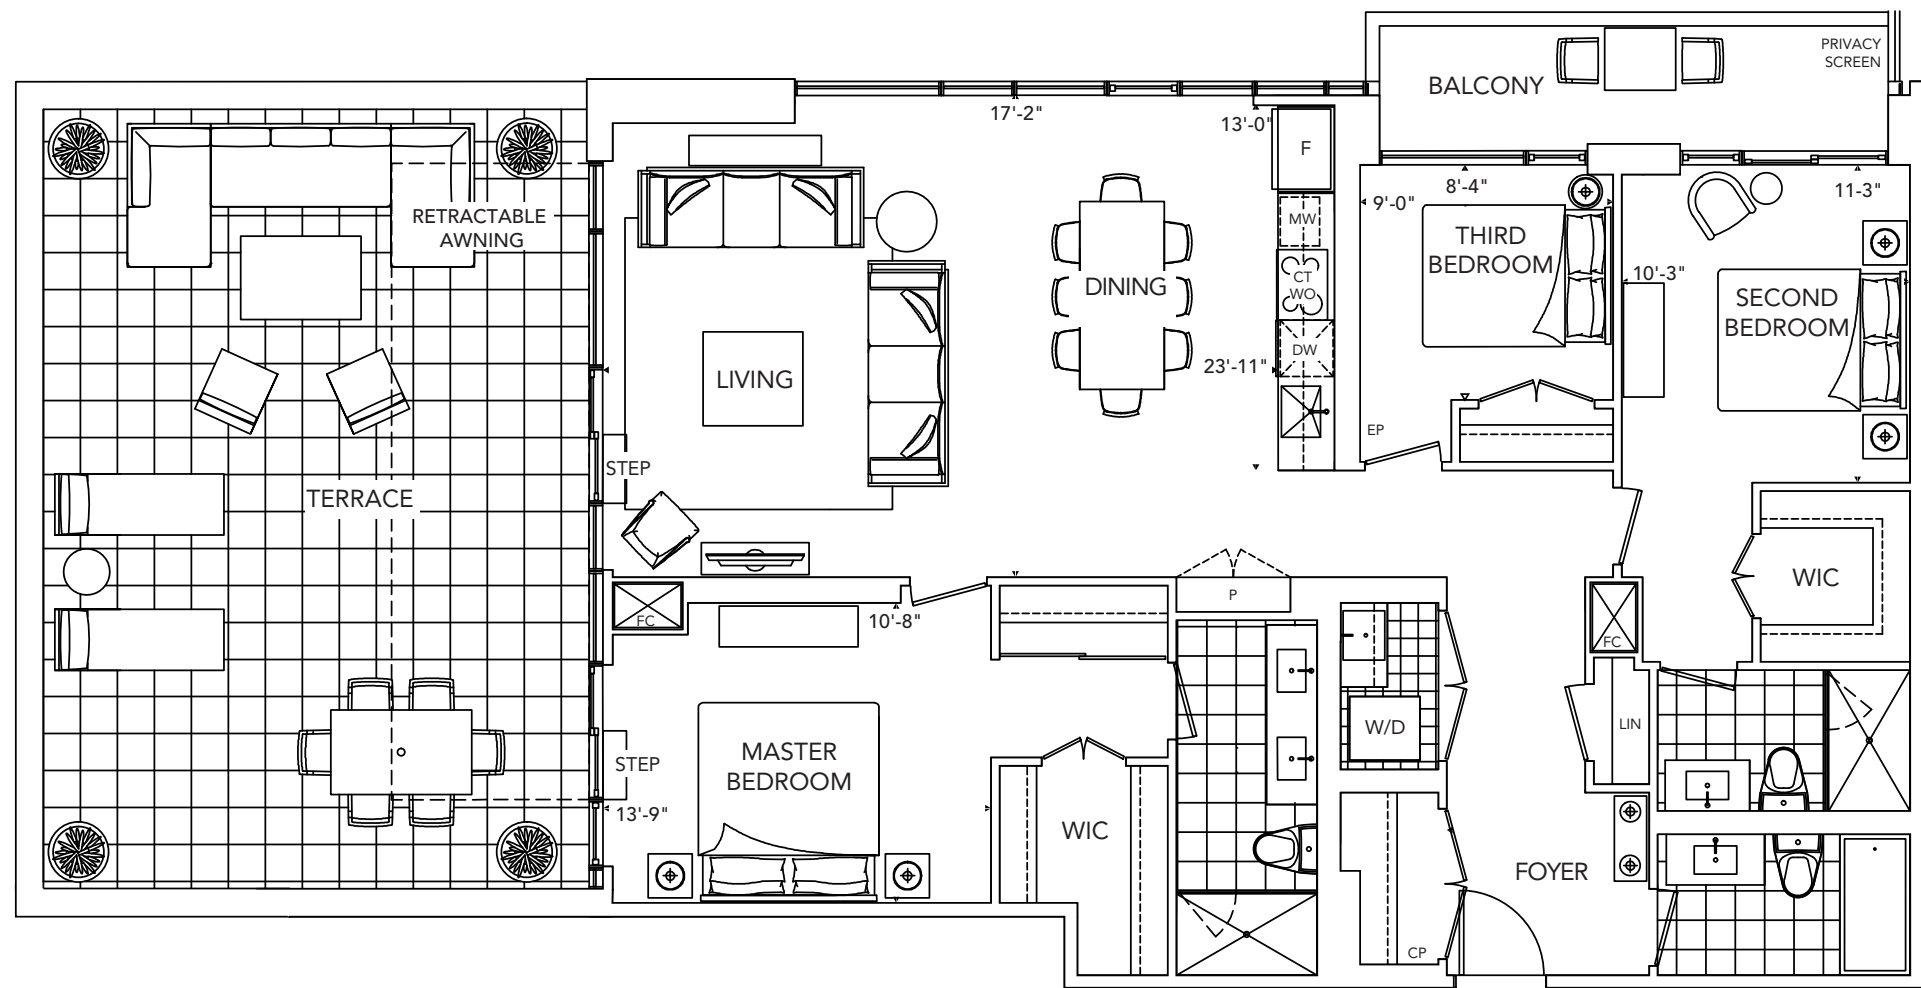 PRIVACY
SCREEN
BALCONY
17'-2"
13'-0"
F
8'-4"
11-3"
9'-0"
RETRACTABLE
AWNING
MW
THIRD
BEDROOM
10'-3"
CT
WO
DINING
SECOND
BEDROOM
DW
23'-11"
LIVING
EP
STEP
TERRACE
WIC
P
10'-8"
FC
FC
LIN
W/D
MASTER
BEDROOM
STEP
13'-9"
WIC
FOYER
CP